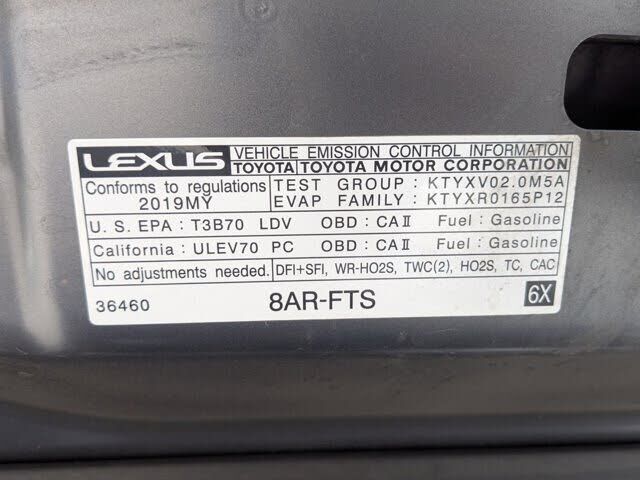 LEXUS VEHICLE EMISSION CONTROL INFORMATION
TOYOTA TOYOTA MOTOR CORPORATION
Conforms to regulations TEST GROUP : KTYXV02.0M5A
2019MY EVAP FAMILY : KTYXR0165P12
U.S. EPA : T3B70 LDV OBD : CAII Fuel : Gasoline
California : ULEV70 PC OBD : CAII Fuel : Gasoline
No adjustments needed. DFI+SFI, WR-HO2S, TWC(2), HO2S, TC, CAC
36460 8AR-FTS 6X